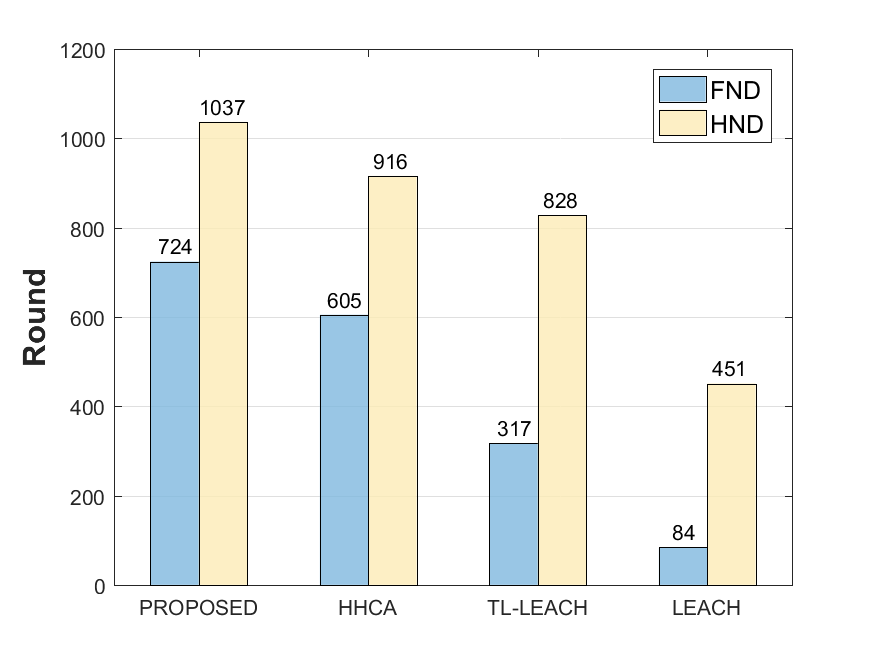 1200
1000
800
600
400
200
0
Round
FND
HND
724
1037
605
916
317
828
84
451
PROPOSED
HHCA
TL-LEACH
LEACH